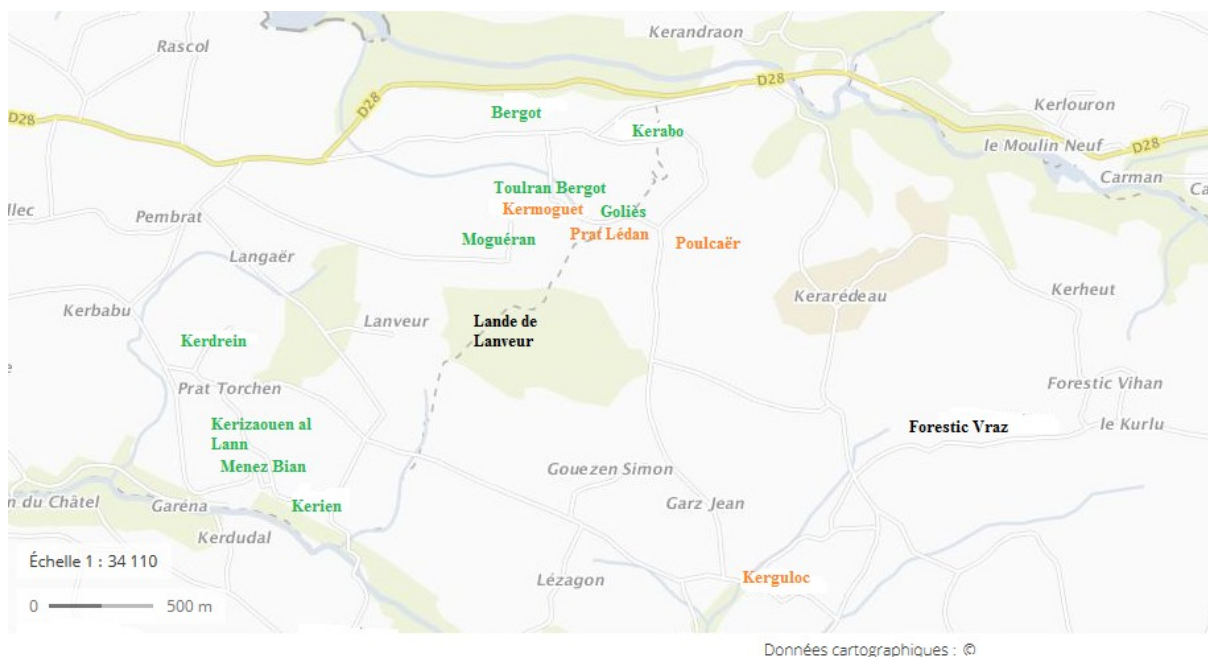 Kerandraon
Rascol
D28
Bergot
D28
Kerlouron
D28
Kerabo
le Moulin Neuf
D28
Carman
Ca
Toulran Bergot
llec
Pembrat
Kermoguet
Goliès
Moguéran
Prat Lédan
Poulcaër
Langaër
Kerbabu
Kerarédeau
Kerheut
Lanveur
Lande de
Lanveur
Kerdrein
e
Prat Torchen
Forestic Vihan
Kerizaouen al
Lann
Forestic Vraz
le Kurlu
Menez Bian
Gouezen Simon
n du Châtel
Garéna
Kerien
Garz Jean
Kerdudal
Échelle 1 : 34 110
Lézagon
Kerguloc
0
500 m
Données cartographiques : ©